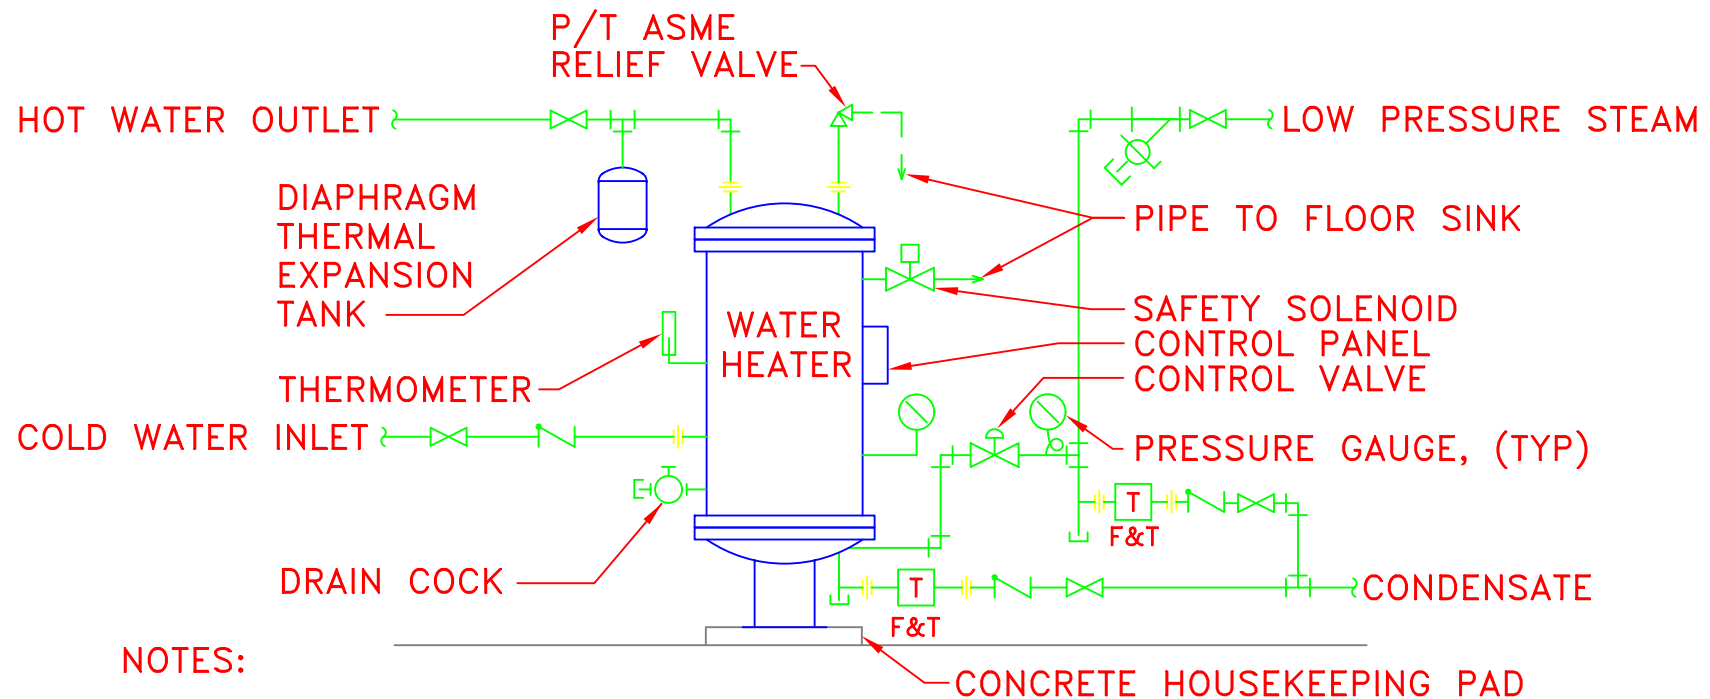 P/T ASME
RELIEF VALVE
HOT WATER OUTLET
LOW PRESSURE STEAM
DIAPHRAGM
THERMAL
EXPANSION
TANK
PIPE TO FLOOR SINK
SAFETY SOLENOID
WATER
HEATER
CONTROL PANEL
CONTROL VALVE
THERMOMETER
COLD WATER INLET
PRESSURE GAUGE, (TYP)
T
F&T
DRAIN COCK
T
F&T
CONDENSATE
NOTES:
CONCRETE HOUSEKEEPING PAD